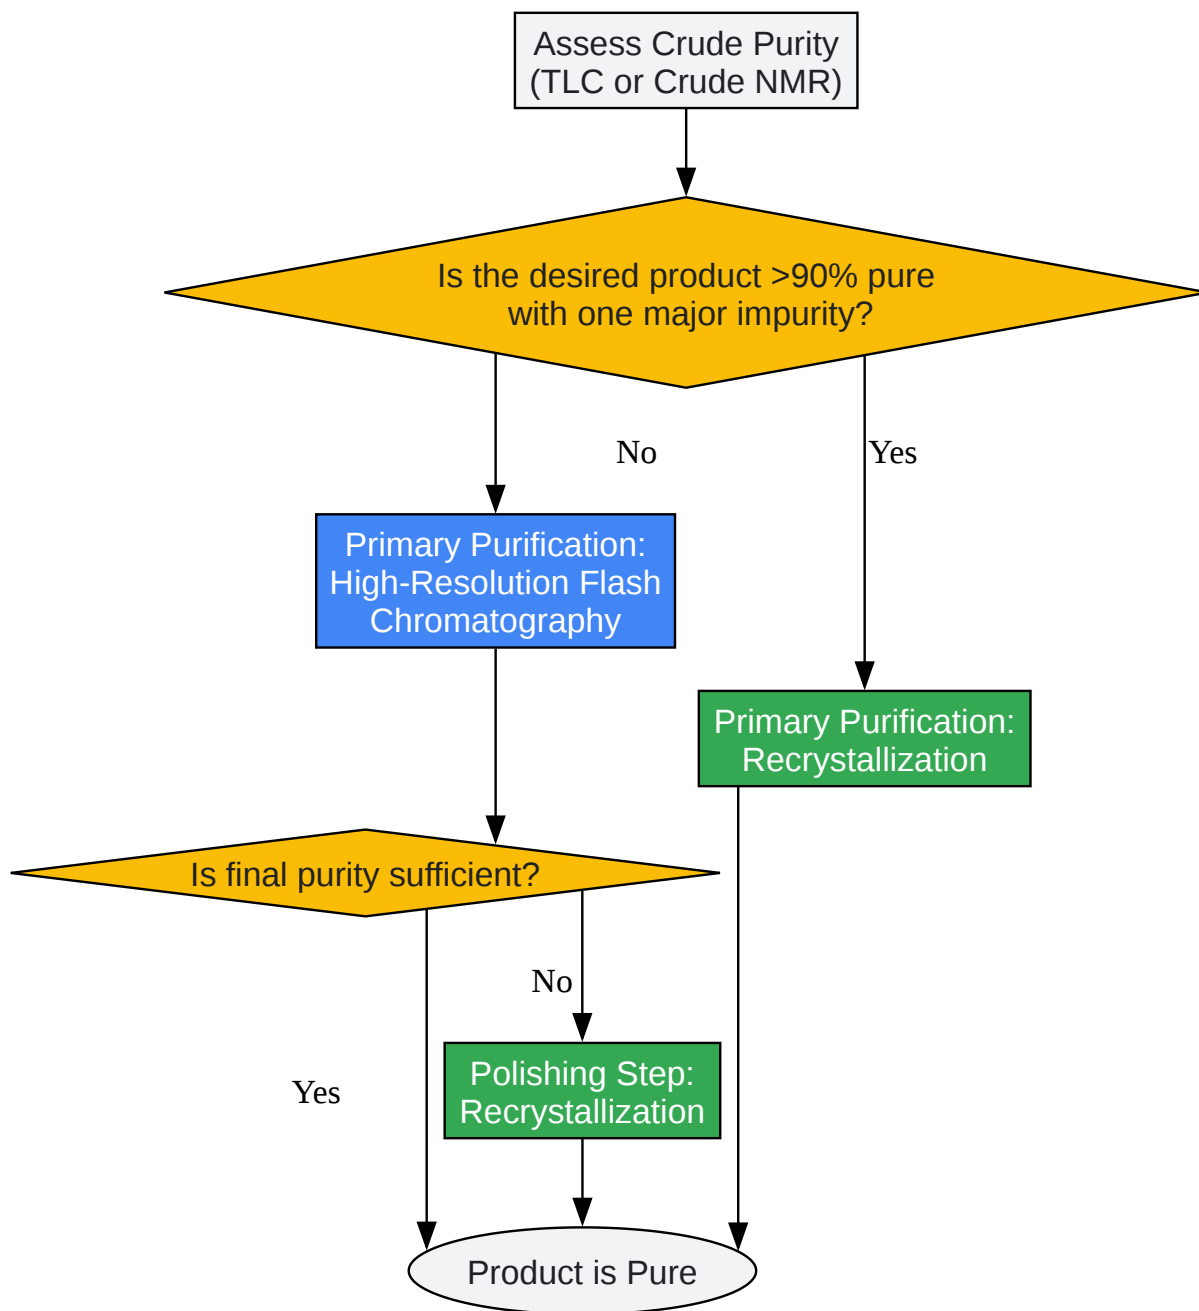 Assess Crude Purity
(TLC or Crude NMR)
Is the desired product >90% pure
with one major impurity?
No
Yes
Primary Purification:
High-Resolution Flash
Chromatography
Primary Purification:
Recrystallization
Is final purity sufficient?
No
Polishing Step:
Recrystallization
Yes
Product is Pure